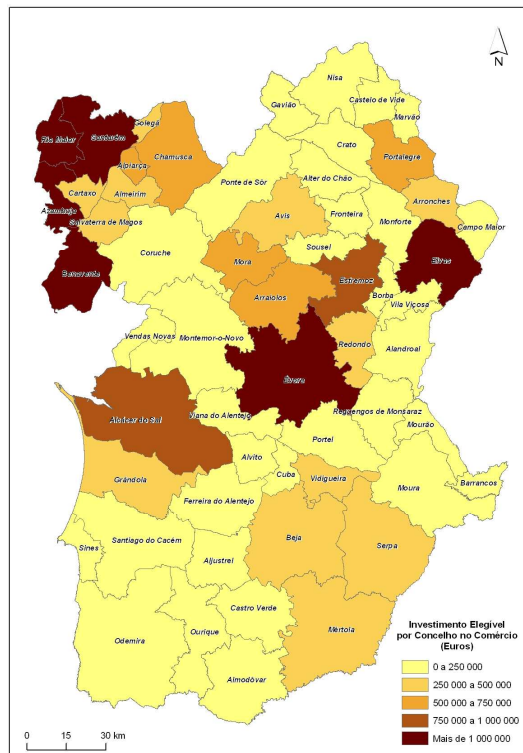 N
Nisa
Gavião
Castelo de Vide
Marvão
Golegã
Rio Maior
Santarém
Crato
Alpiarça
Chamusca
Portalegre
Ponte de Sôr
Alter do Chão
Cartaxo
Almeirim
Arronches
Azambuja
Avis
Fronteira
Salvaterra de Magos
Monforte
Campo Maior
Coruche
Sousel
Mora
Elvas
Benavente
Estremoz
Arraiolos
Borba
Vila Viçosa
Vendas Novas
Montemor-o-Novo
Redondo
Alandroal
Évora
Viana do Alentejo
Reguengos de Monsaraz
Alcácer do Sal
Mourão
Portel
Alvito
Cuba
Vidigueira
Grândola
Barrancos
Moura
Ferreira do Alentejo
Beja
Serpa
Sines
Santiago do Cacém
Aljustrel
Castro Verde
Mértola
Odemira
Ourique
Almodôvar
Investimento Elegível
por Concelho no Comércio
(Euros)
0 a 250 000
250 000 a 500 000
500 000 a 750 000
750 000 a 1 000 000
Mais de 1 000 000
0 15 30 km